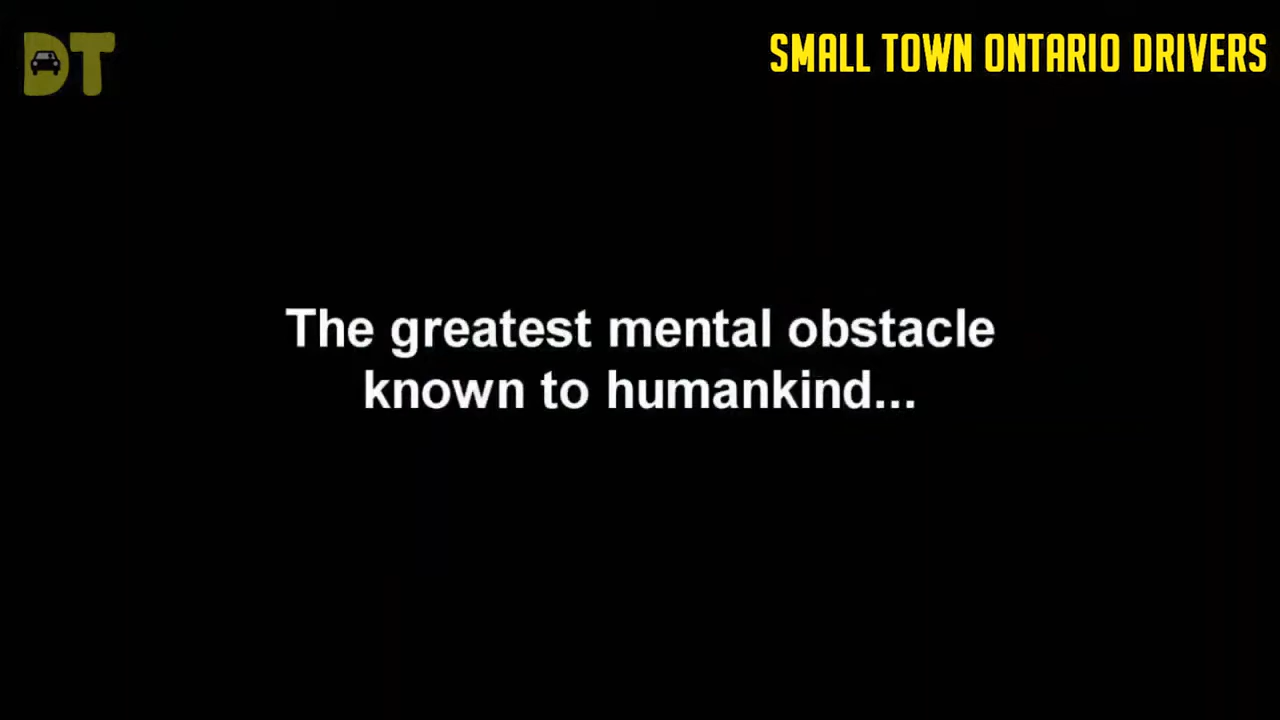 DT
SMALL TOWN ONTARIO DRIVERS
The greatest mental obstacle
known to humankind...